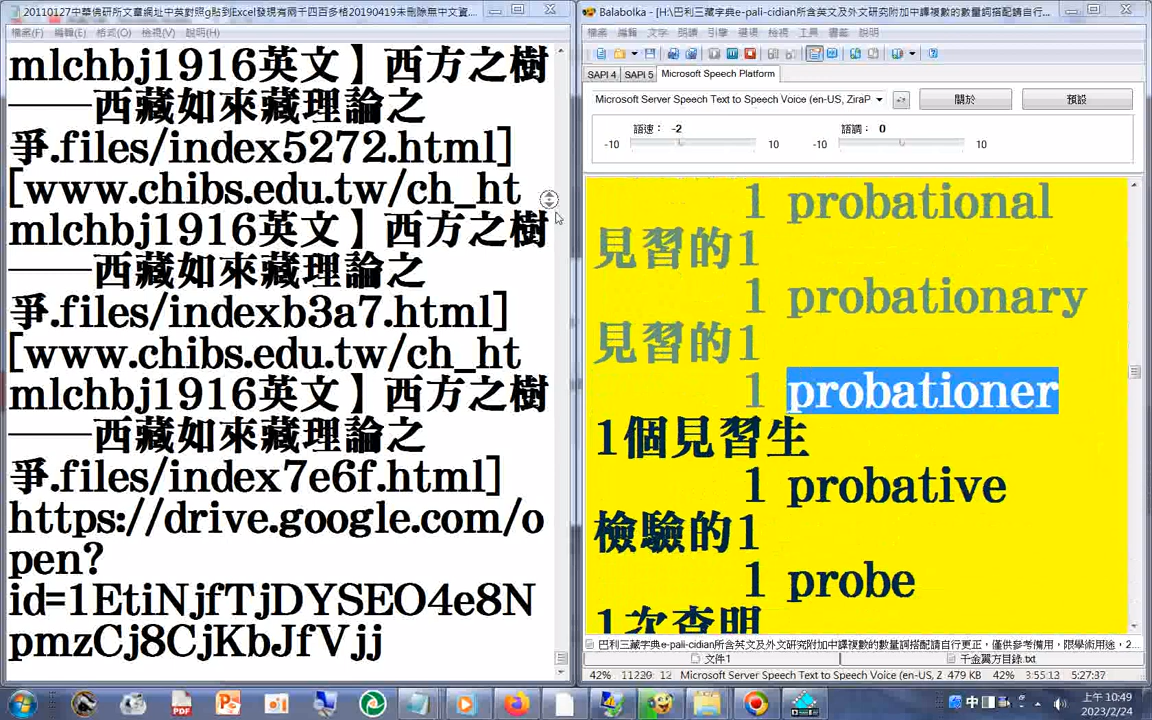 20110127中華佛研所文章網址中英對照g點到Excel發現有兩千四百多格20190419未刪除無中文資...
檔案(F) 編輯(E) 格式(O) 檢視(V) 說明(H)
mlchbj1916英文】西方之樹
——西藏如來藏理論之
爭.files/index5272.html]
[www.chibs.edu.tw/ch_ht
mlchbj1916英文】西方之樹
——西藏如來藏理論之
爭.files/indexb3a7.html]
[www.chibs.edu.tw/ch_ht
mlchbj1916英文】西方之樹
——西藏如來藏理論之
爭.files/index7e6f.html]
https://drive.google.com/o
pen?
id=1EtiNjfTjDYSEO4e8N
pmzCj8CjKbJfVjj
Balabolka - [H:\巴利三藏字典e-pali-cidian所含英文及外文研究附加中譯複數的數量詞搭配請自行更正...
檔案 編輯 文字 朗讀 引擎 選項 檢視 工具 書籤 說明
SAPI 4 SAPI 5 Microsoft Speech Platform
Microsoft Server Speech Text to Speech Voice (en-US, ZiraP
關於 預設
語速： -2 語調： 0
-10 10 -10 10
1 probational
見習的1
1 probationary
見習的1
1 probationer
1個見習生
1 probative
檢驗的1
1 probe
1次查明
巴利三藏字典e-pali-cidian所含英文及外文研究附加中譯複數的數量詞搭配請自行更正，僅供參考備用，限學術用途，2...
文件1 千金翼方目錄.txt
42% 11220: 12 Microsoft Server Speech Text to Speech Voice (en-US, Z 479 KB 42% 3:55:13 5:27:37
中
上午 10:49
2023/2/24